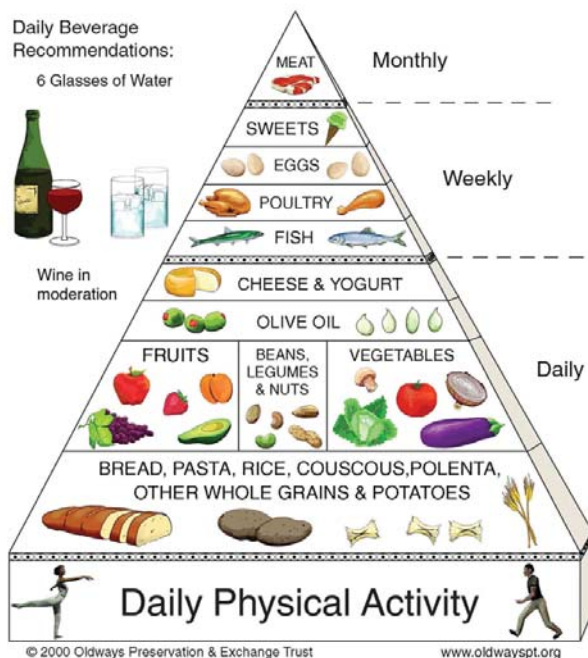 Daily Beverage
Recommendations:
6 Glasses of Water
Wine in
moderation
MEAT
Monthly
SWEETS
EGGS
POULTRY
FISH
Weekly
CHEESE & YOGURT
OLIVE OIL
FRUITS
BEANS,
LEGUMES
& NUTS
VEGETABLES
Daily
BREAD, PASTA, RICE, COUSCOUS,POLENTA,
OTHER WHOLE GRAINS & POTATOES
Daily Physical Activity
© 2000 Oldways Preservation & Exchange Trust
www.oldwayspt.org